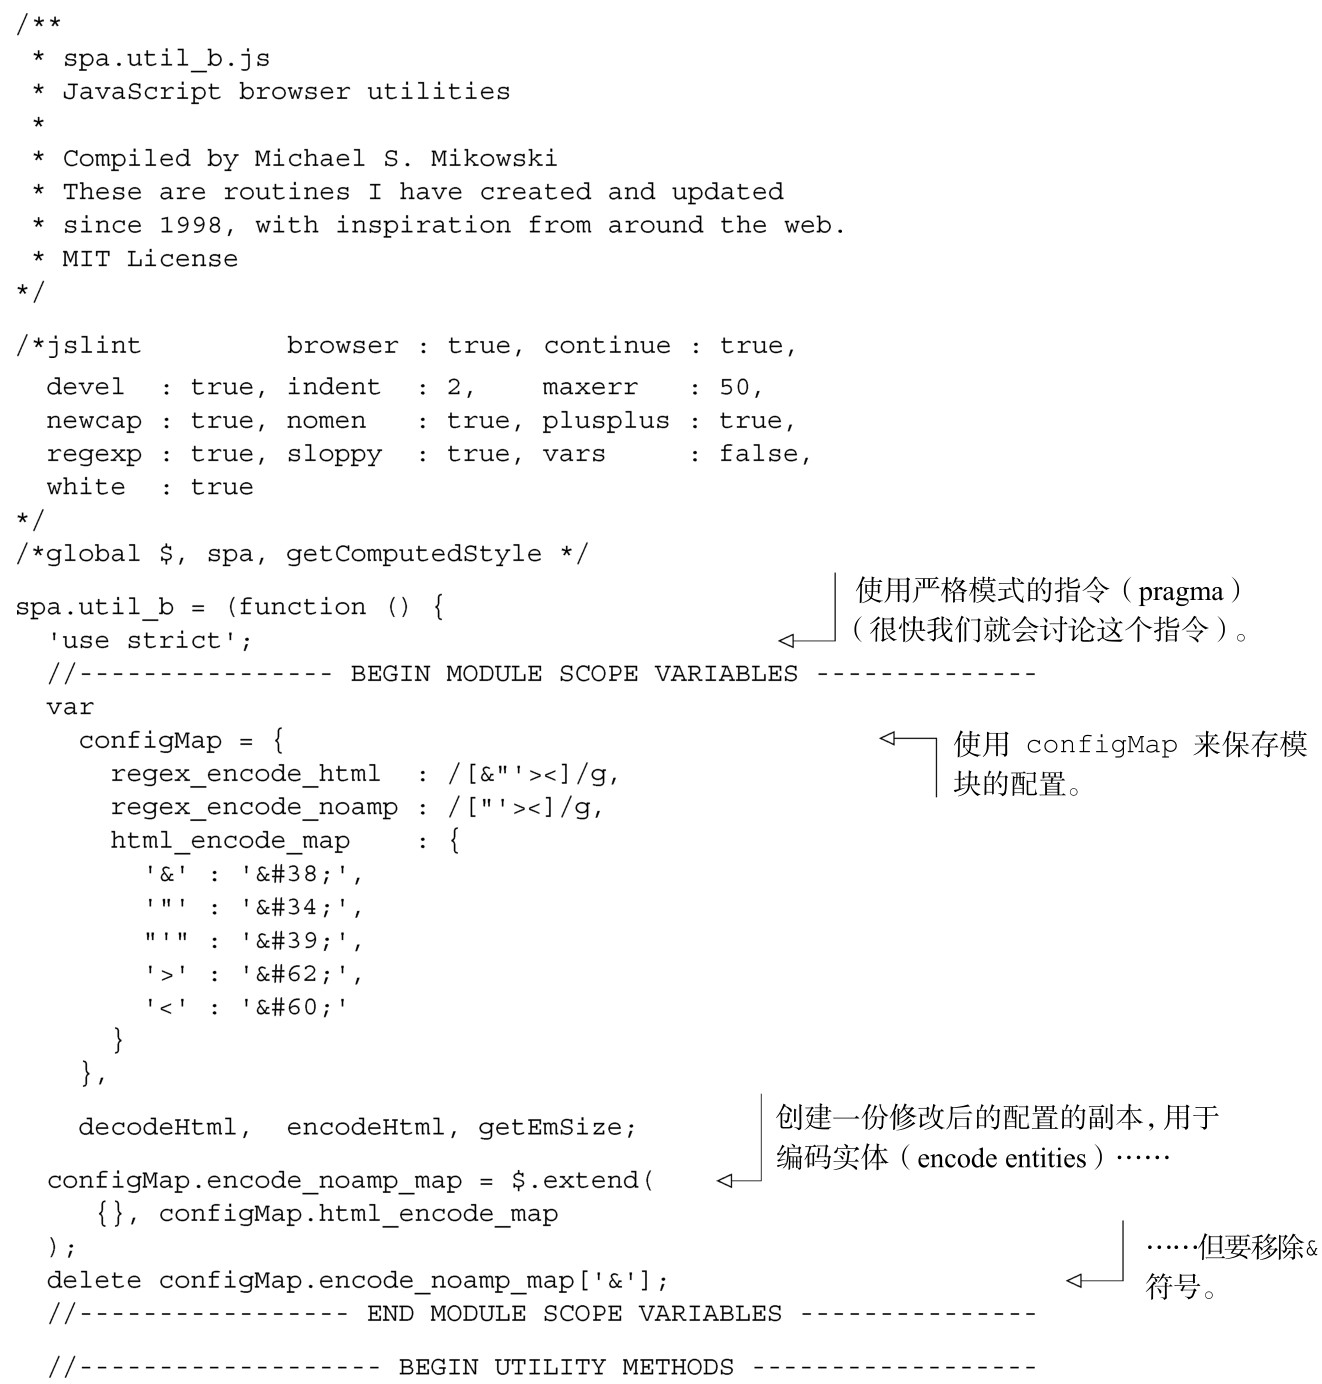 /**
 * spa.util_b.js
 * JavaScript browser utilities
 *
 * Compiled by Michael S. Mikowski
 * These are routines I have created and updated
 * since 1998, with inspiration from around the web.
 * MIT License
*/
/*jslint         browser : true, continue : true,
  devel  : true, indent  : 2,    maxerr   : 50,
  newcap : true, nomen   : true, plusplus : true,
  regexp : true, sloppy  : true, vars     : false,
  white  : true
*/
/*global $, spa, getComputedStyle */
使用严格模式的指令（pragma）
（很快我们就会讨论这个指令）。
spa.util_b = (function () {
  'use strict';
  //---------------- BEGIN MODULE SCOPE VARIABLES --------------
  var
    configMap = {
使用 configMap 来保存模
块的配置。
      regex_encode_html  : /[&"'><]/g,
      regex_encode_noamp : /["'><]/g,
      html_encode_map    : {
        '&' : '&#38;',
        '"' : '&#34;',
        "'" : '&#39;',
        '>' : '&#62;',
        '<' : '&#60;'
      }
    },
创建一份修改后的配置的副本，用于
编码实体（encode entities）……
    decodeHtml,  encodeHtml, getEmSize;
  configMap.encode_noamp_map = $.extend(
     {}, configMap.html_encode_map
  );
……但要移除&
符号。
  delete configMap.encode_noamp_map['&'];
  //----------------- END MODULE SCOPE VARIABLES ---------------
  //------------------- BEGIN UTILITY METHODS ------------------